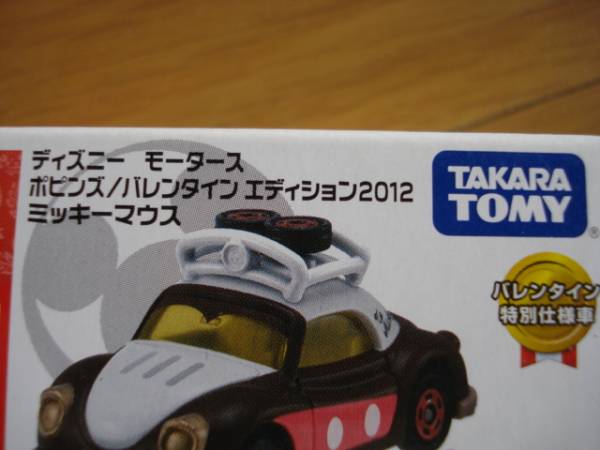 ディズニー モータース
ポピンズ/バレンタイン エディション2012
ミッキーマウス
TAKARA
TOMY
バレンタイン
特別仕様車